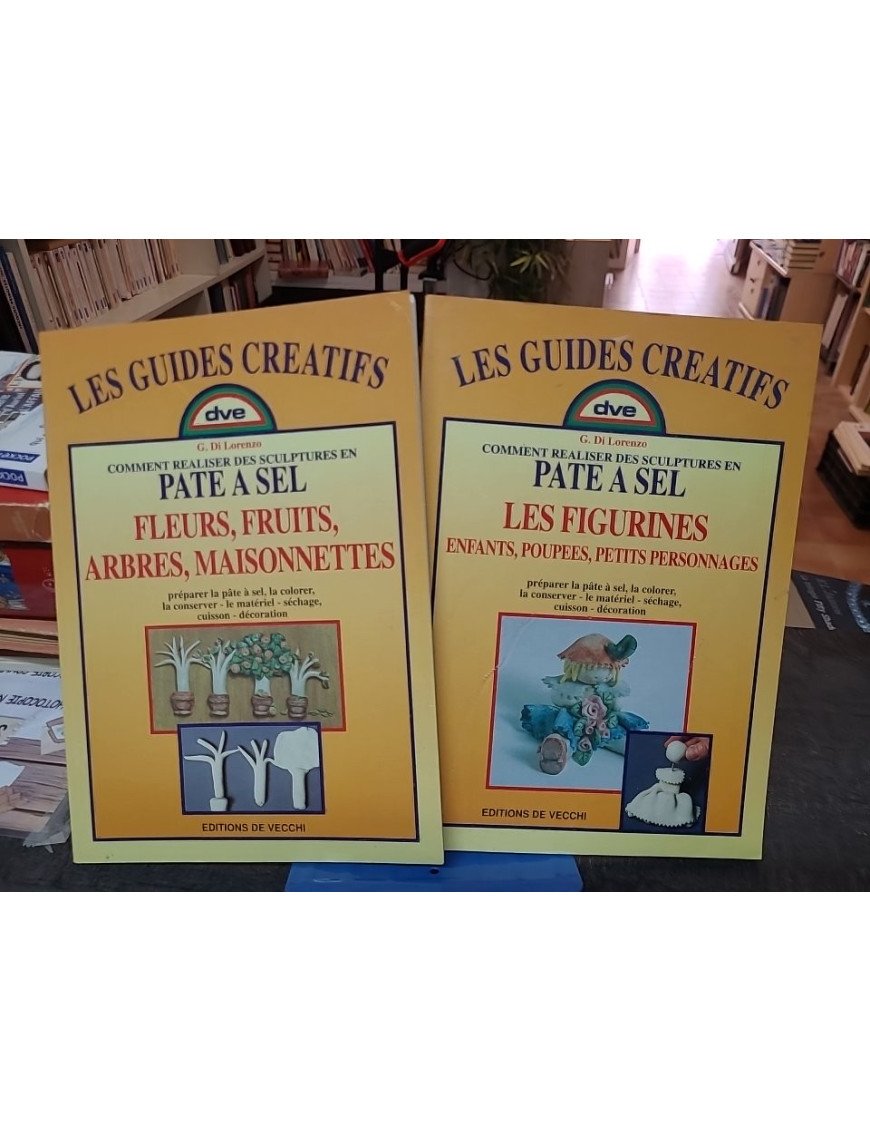 LES GUIDES CREATIFS
dve
G. Di Lorenzo
COMMENT REALISER DES SCULPTURES EN
PATE A SEL
FLEURS, FRUITS,
ARBRES, MAISONNETTES
préparer la pâte à sel, la colorer,
la conserver - le matériel - séchage,
cuisson - décoration
EDITIONS DE VECCHI
LES GUIDES CREATIFS
dve
G. Di Lorenzo
COMMENT REALISER DES SCULPTURES EN
PATE A SEL
LES FIGURINES
ENFANTS, POUPEES, PETITS PERSONNAGES
préparer la pâte à sel, la colorer,
la conserver - le matériel - séchage,
cuisson - décoration
EDITIONS DE VECCHI